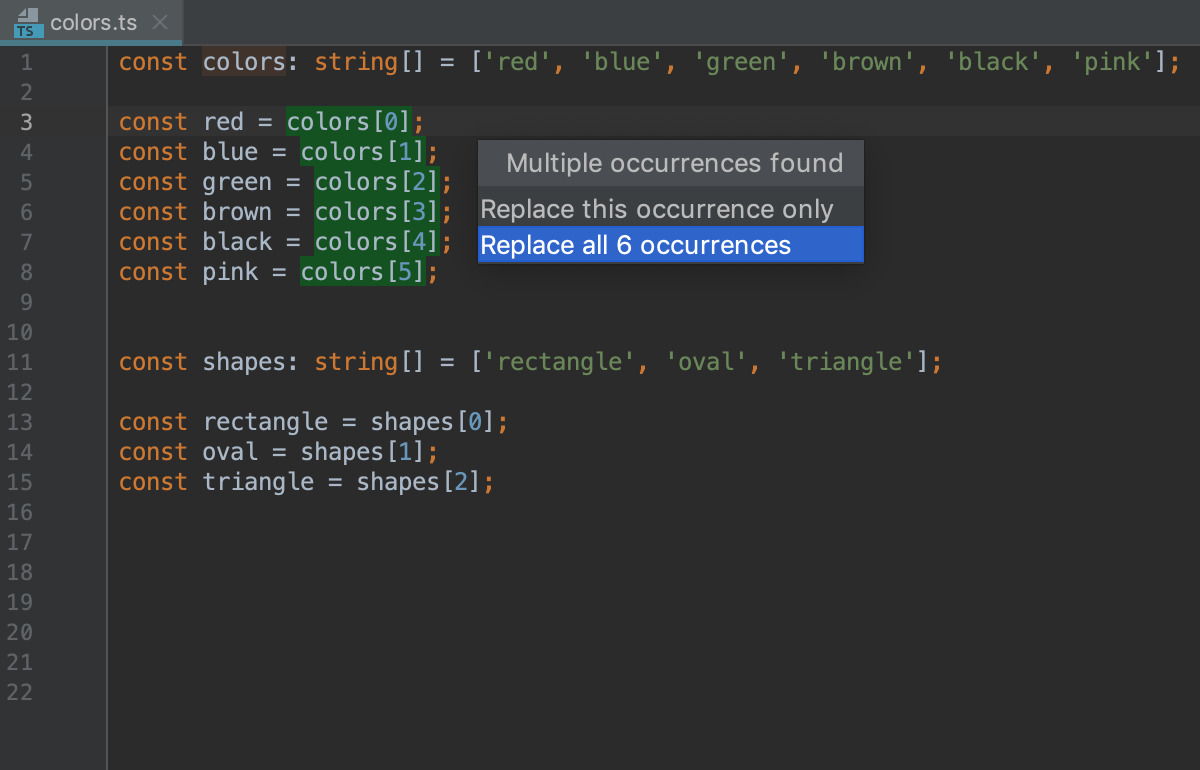 TS colors.ts
1 const colors: string[] = ['red', 'blue', 'green', 'brown', 'black', 'pink'];
2
3 const red = colors[0];
4 const blue = colors[1];
5 const green = colors[2];
6 const brown = colors[3];
7 const black = colors[4];
8 const pink = colors[5];
Multiple occurrences found
Replace this occurrence only
Replace all 6 occurrences
9
10
11 const shapes: string[] = ['rectangle', 'oval', 'triangle'];
12
13 const rectangle = shapes[0];
14 const oval = shapes[1];
15 const triangle = shapes[2];
16
17
18
19
20
21
22